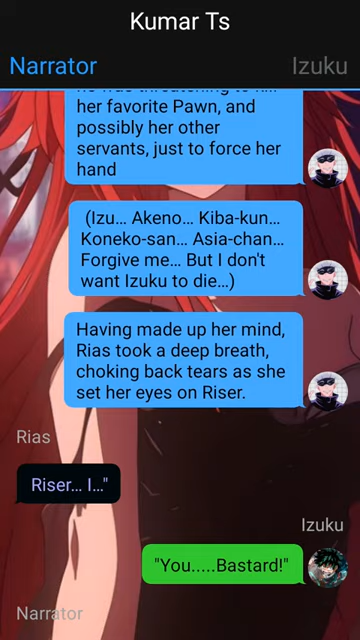 Kumar Ts
Narrator
Izuku
her favorite Pawn, and
possibly her other
servants, just to force her
hand
(Izu... Akeno... Kiba-kun...
Koneko-san... Asia-chan...
Forgive me... But I don't
want Izuku to die...)
Having made up her mind,
Rias took a deep breath,
choking back tears as she
set her eyes on Riser.
Rias
Riser... I..."
Izuku
"You.....Bastard!"
Narrator